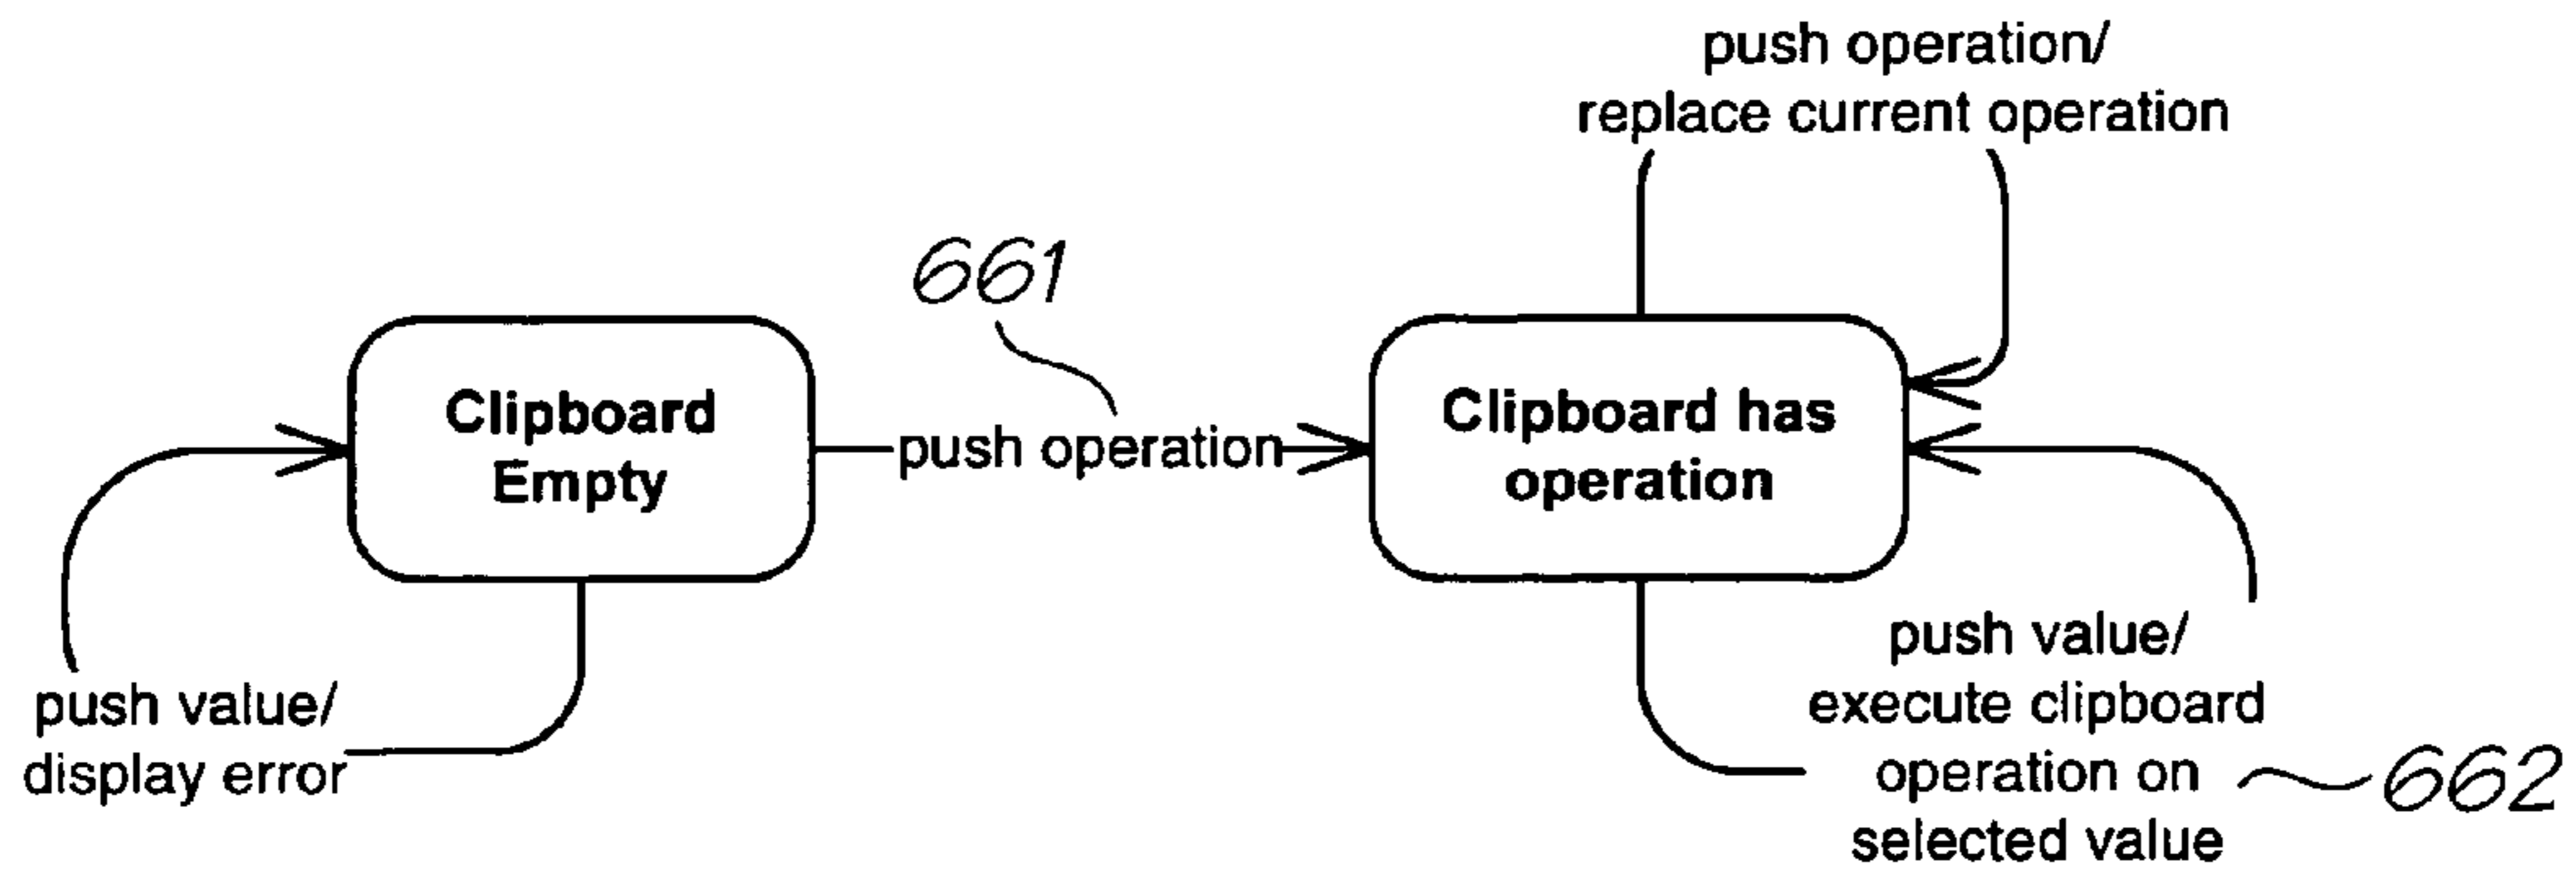 push operation/
replace current operation
661
Clipboard
Empty
push operation
Clipboard has
operation
push value/
display error
push value/
execute clipboard
operation on
selected value
662